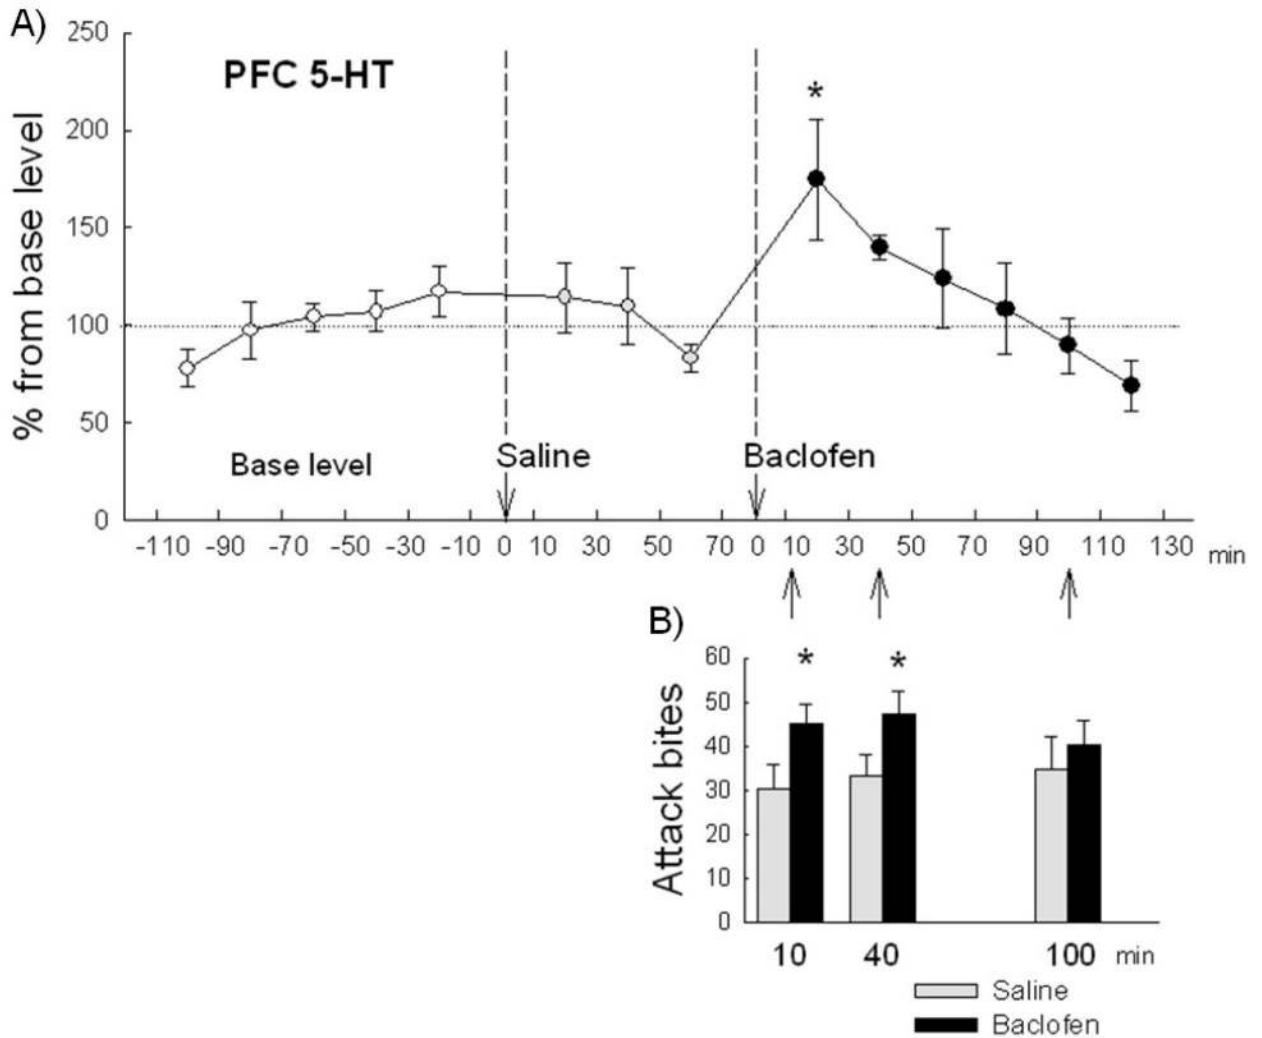 A)
250
PFC 5-HT
*
200
150
100
50
0
% from base level
Base level
Saline
Baclofen
-110 -90 -70 -50 -30 -10 0 10 30 50 70 0 10 30 50 70 90 110 130 min
B)
60
50
40
30
20
10
0
Attack bites
* *
10 40 100 min
Saline
Baclofen